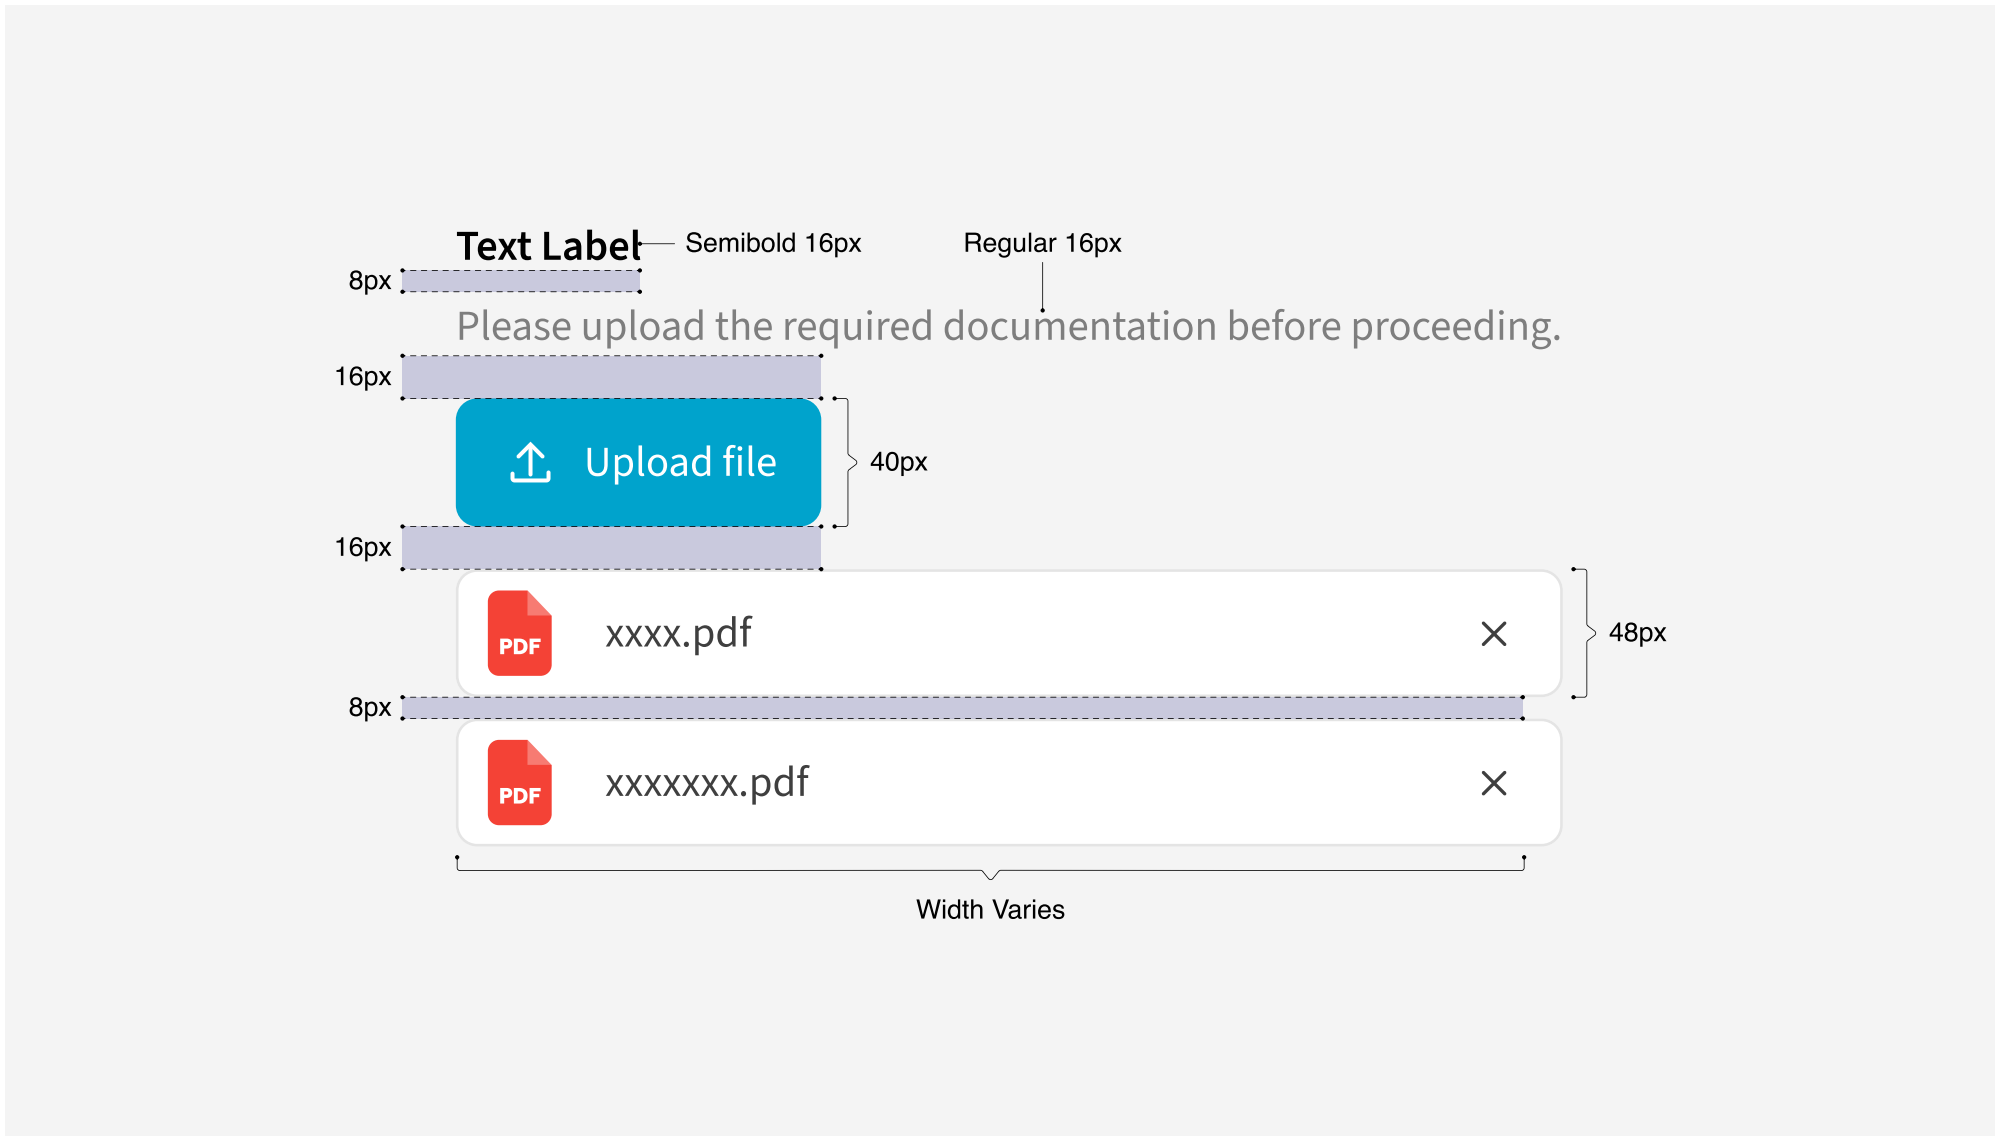 Text Label
Semibold 16px
Regular 16px
8px
Please upload the required documentation before proceeding.
16px
Upload file
40px
16px
PDF
xxxx.pdf
48px
8px
PDF
xxxxxxx.pdf
Width Varies